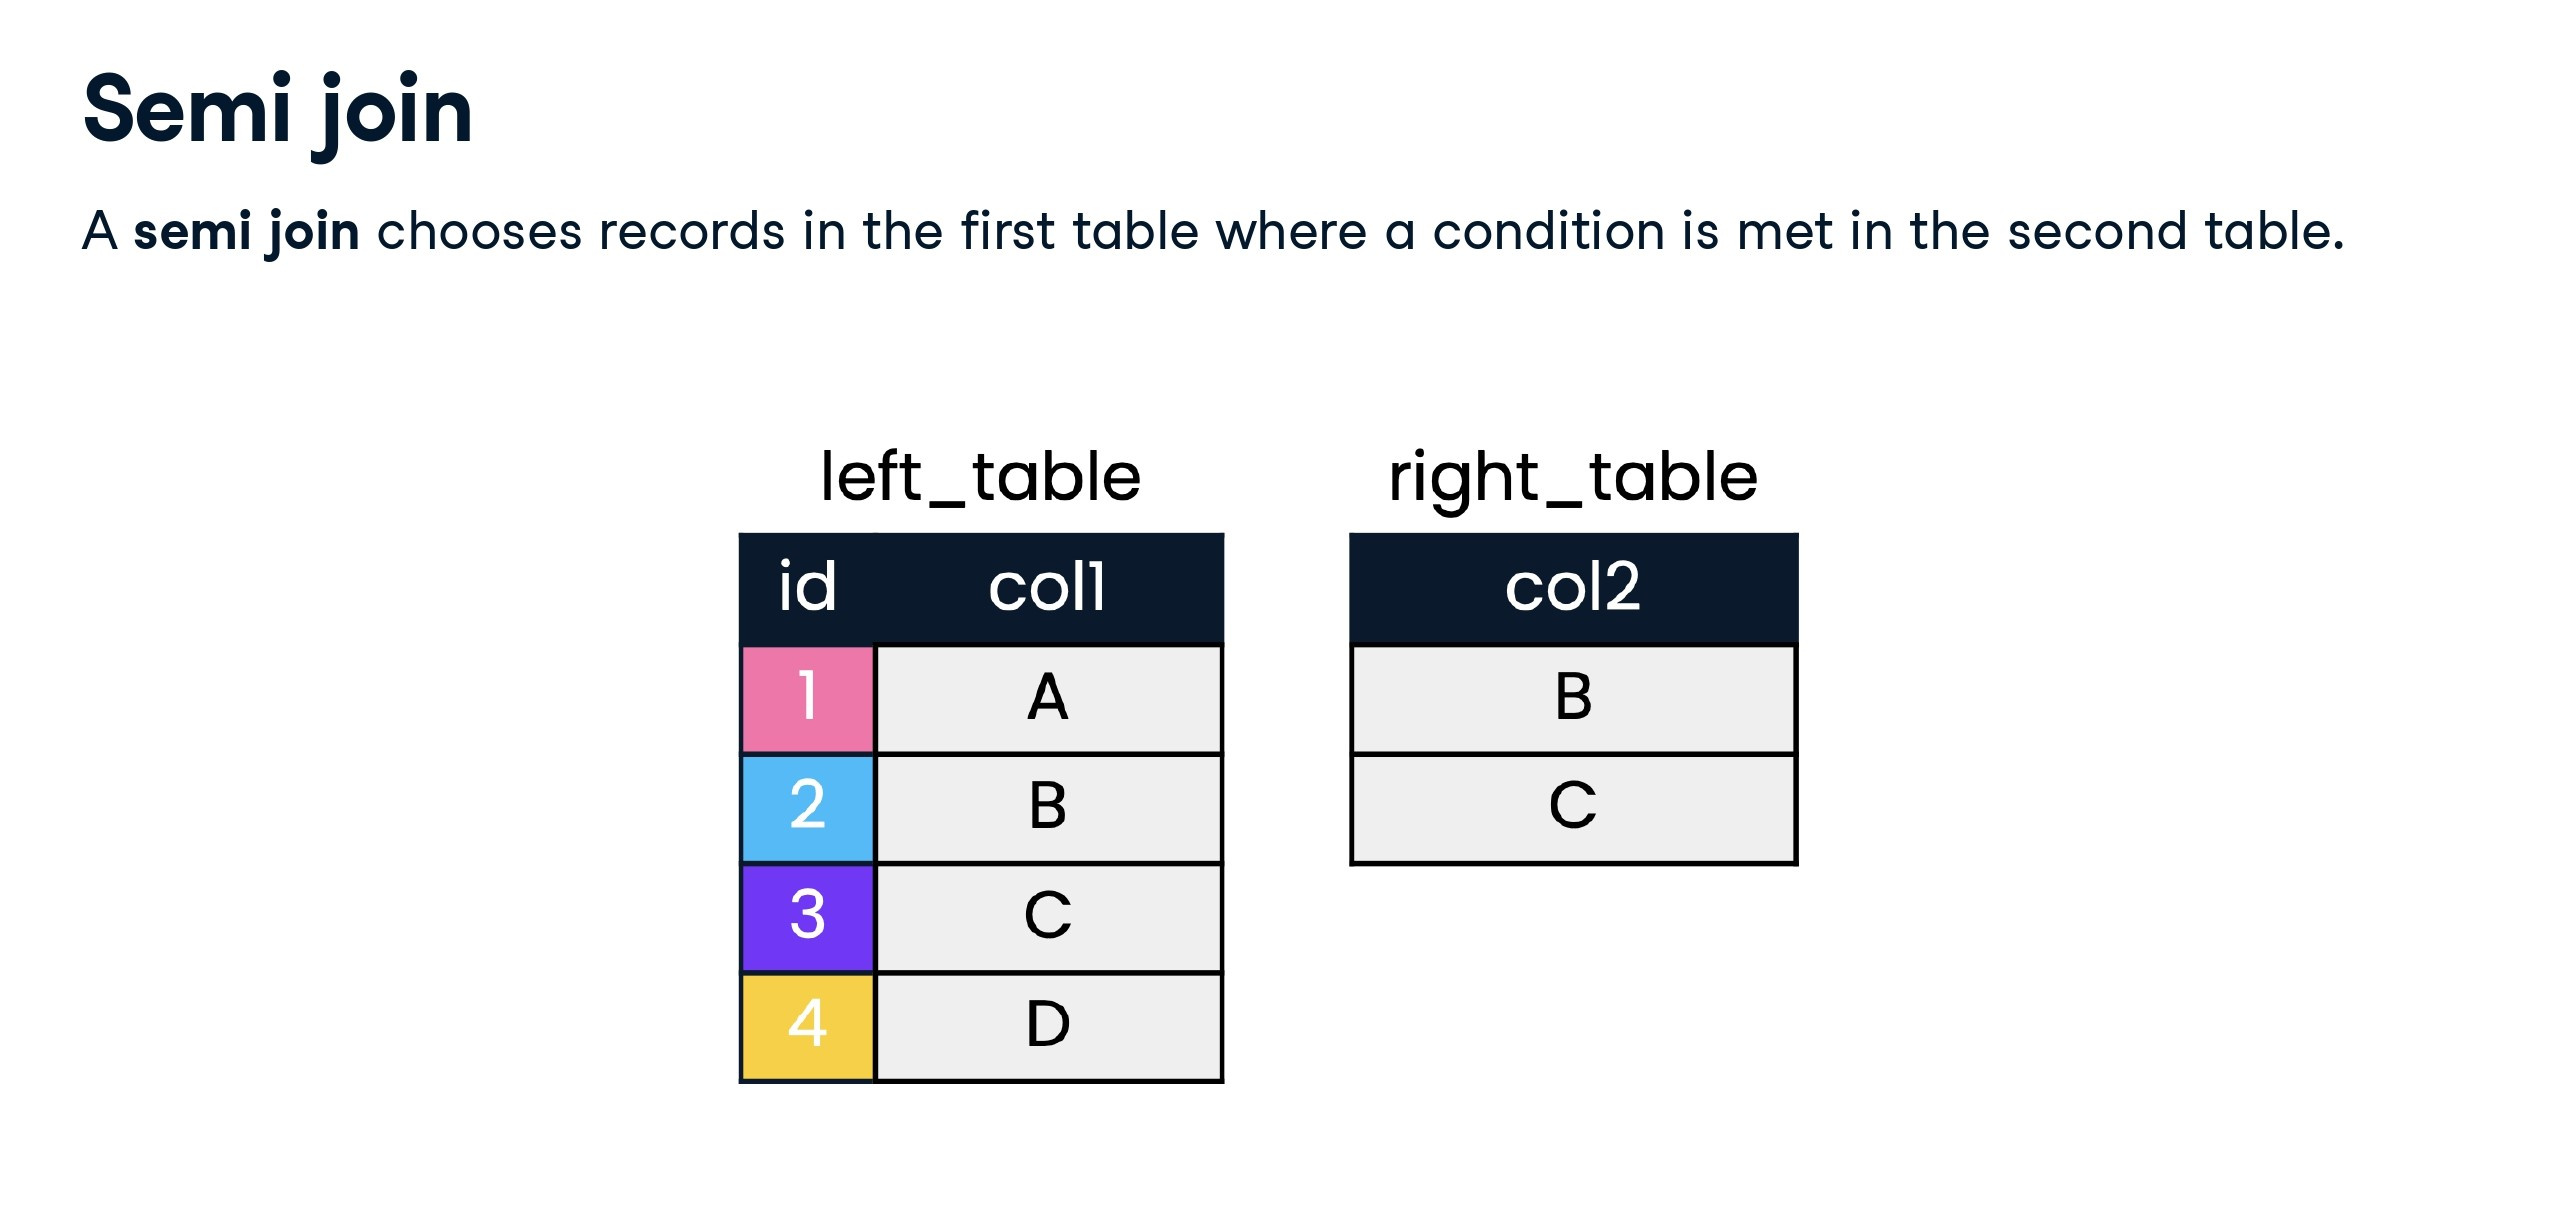 Semi join
A semi join chooses records in the first table where a condition is met in the second table.
left_table right_table
id col1 col2
1 A B
2 B C
3 C
4 D